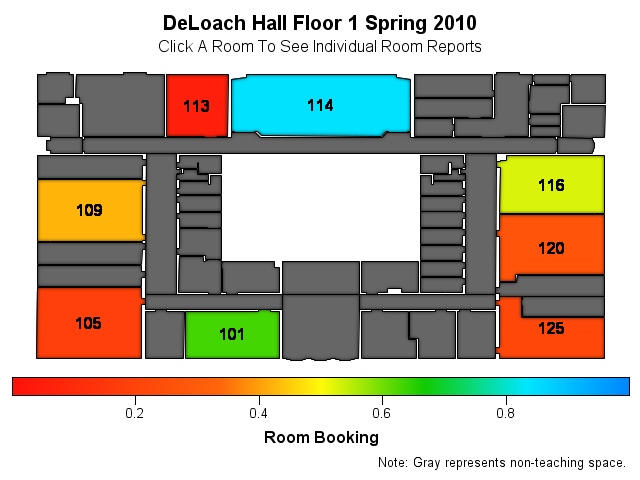 DeLoach Hall Floor 1 Spring 2010
Click A Room To See Individual Room Reports
113
114
109
116
120
105
101
125
0.2 0.4 0.6 0.8
Room Booking
Note: Gray represents non-teaching space.